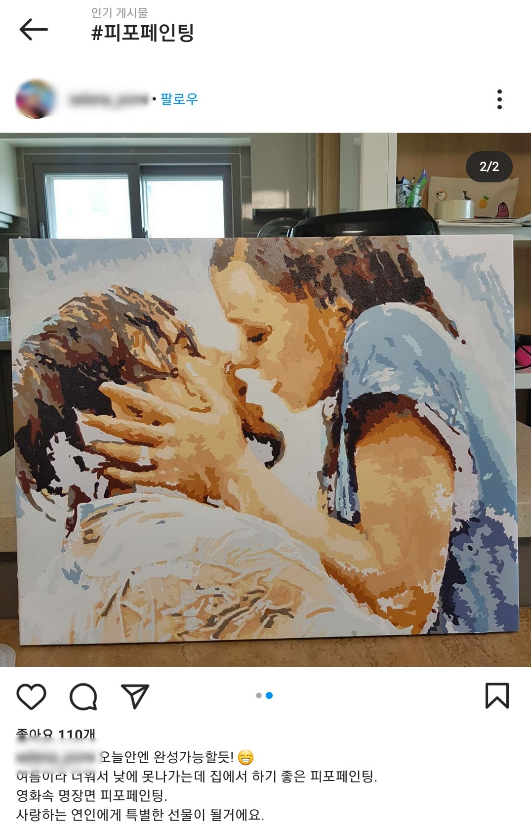 인기 게시물
#피포페인팅
• 팔로우
2/2
좋아요 110개
오늘안엔 완성가능할듯! 😁
여름이라 더워서 낮에 못나가는데 집에서 하기 좋은 피포페인팅.
영화속 명장면 피포페인팅.
사랑하는 연인에게 특별한 선물이 될거에요.